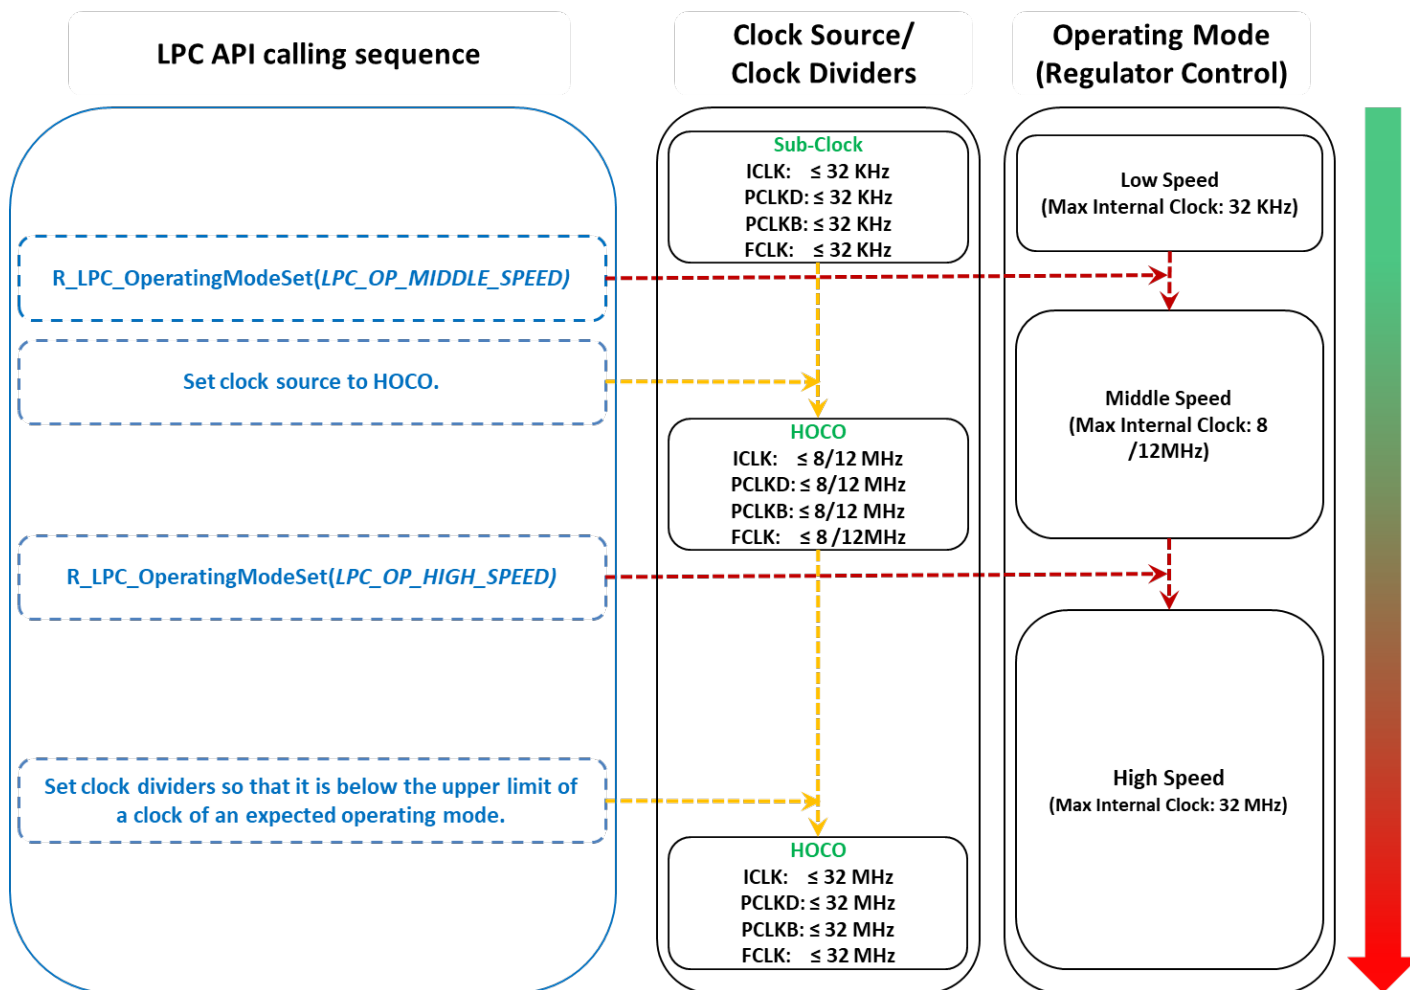 LPC API calling sequence
Clock Source/
Clock Dividers
Operating Mode
(Regulator Control)
Sub-Clock
ICLK: ≤ 32 KHz
PCLKD: ≤ 32 KHz
PCLKB: ≤ 32 KHz
FCLK: ≤ 32 KHz
Low Speed
(Max Internal Clock: 32 KHz)
R_LPC_OperatingModeSet(LPC_OP_MIDDLE_SPEED)
Set clock source to HOCO.
Middle Speed
(Max Internal Clock: 8
/12MHz)
HOCO
ICLK: ≤ 8/12 MHz
PCLKD: ≤ 8/12 MHz
PCLKB: ≤ 8/12 MHz
FCLK: ≤ 8 /12MHz
R_LPC_OperatingModeSet(LPC_OP_HIGH_SPEED)
High Speed
(Max Internal Clock: 32 MHz)
Set clock dividers so that it is below the upper limit of
a clock of an expected operating mode.
HOCO
ICLK: ≤ 32 MHz
PCLKD: ≤ 32 MHz
PCLKB: ≤ 32 MHz
FCLK: ≤ 32 MHz